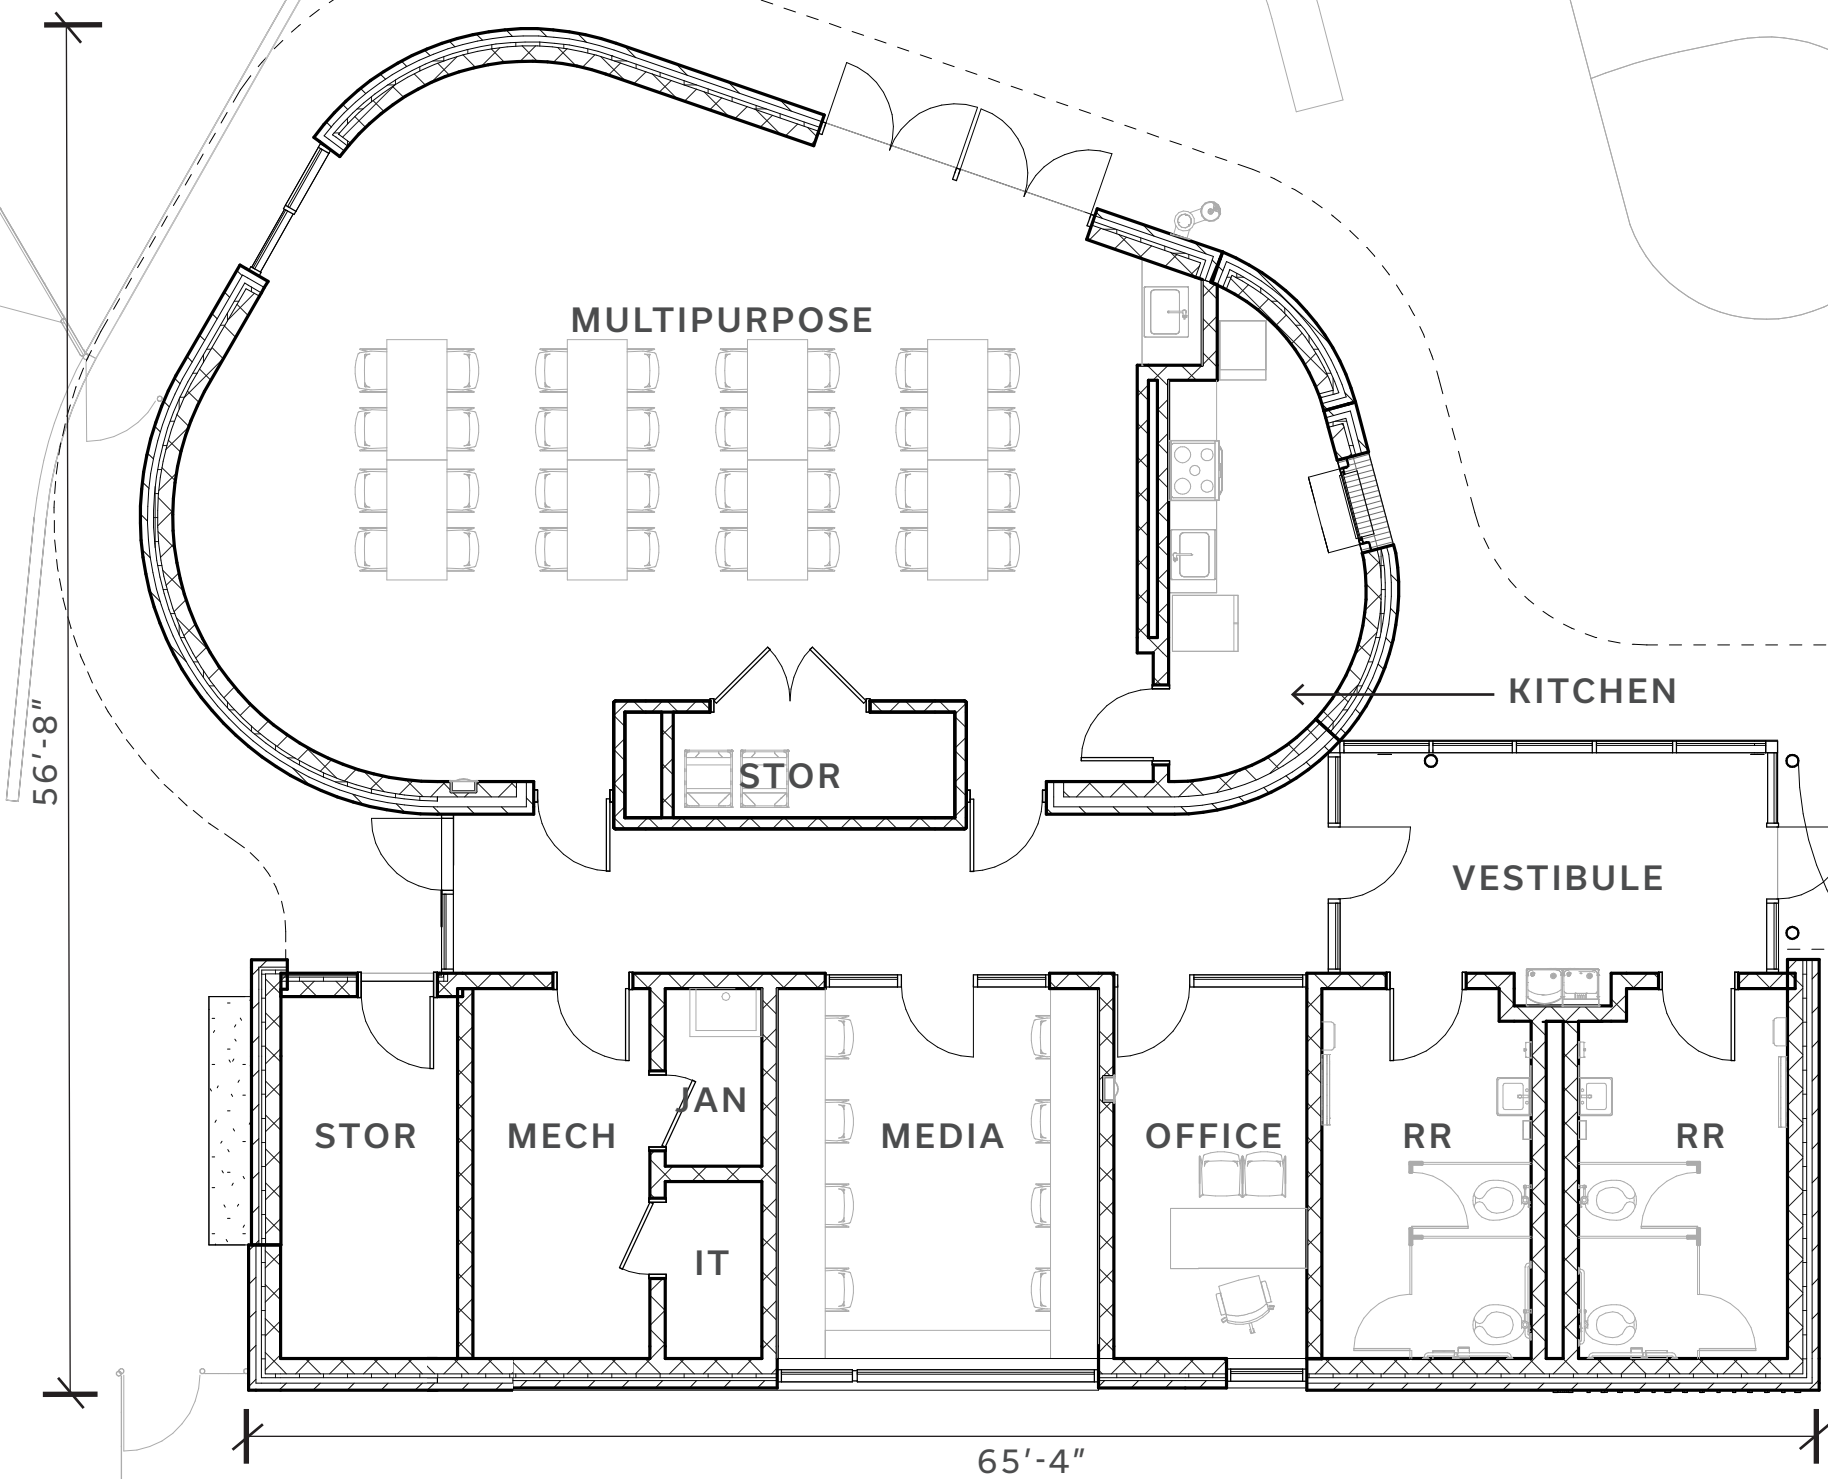 MULTIPURPOSE
KITCHEN
56'-8"
STOR
VESTIBULE
JAN
STOR
MECH
MEDIA
OFFICE
RR
RR
IT
65'-4"